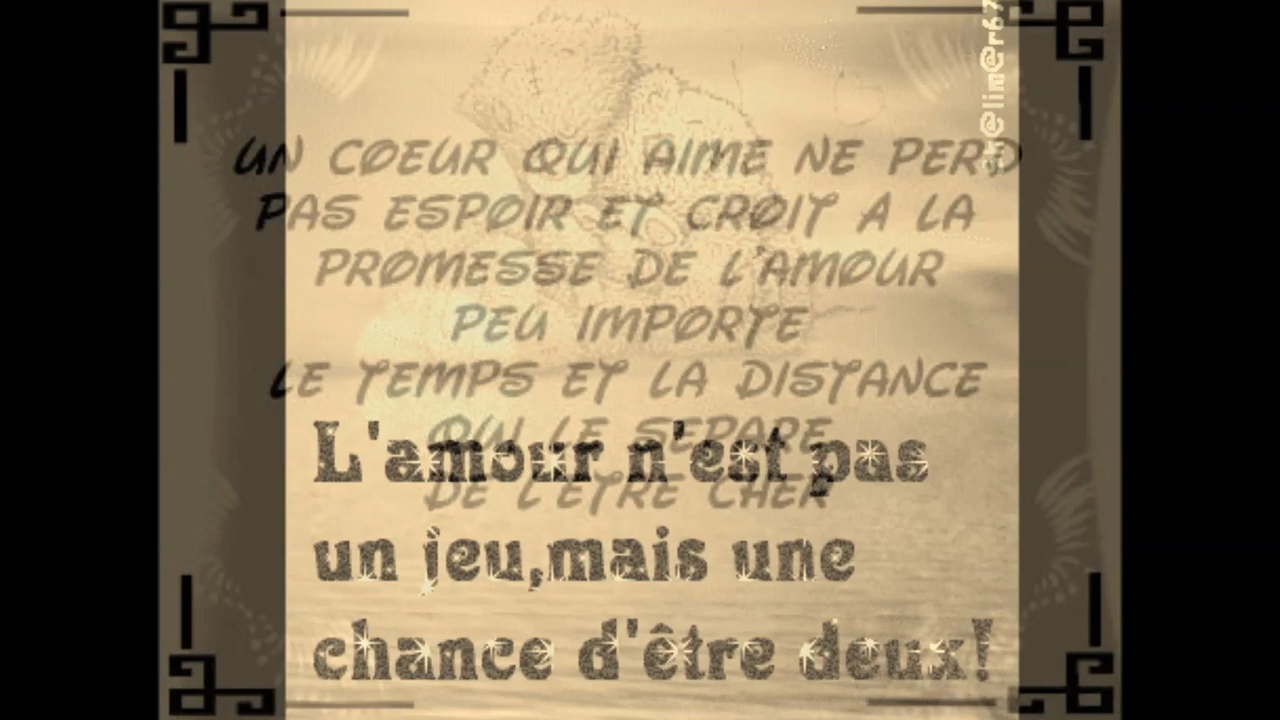 UN COEUR QUI AIME NE PERD
PAS ESPOIR ET CROIT A LA
PROMESSE DE L'AMOUR
PEU IMPORTE
LE TEMPS ET LA DISTANCE
QUI LE SEPARE
DE L'ETRE CHER
L'amour n'est pas
un jeu,mais une
chance d'être deux!